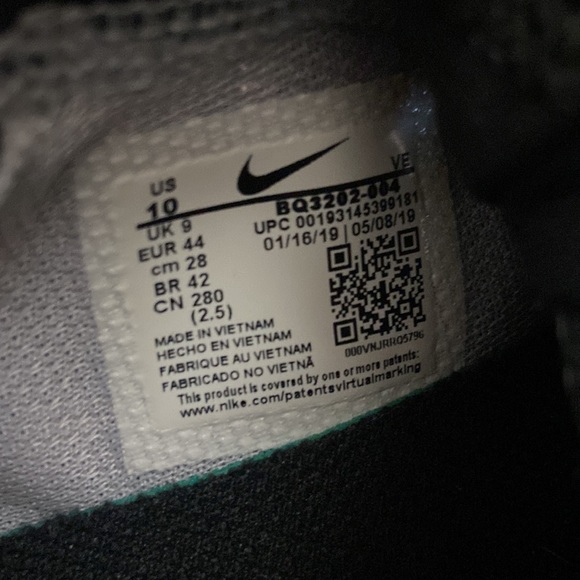 US
10
UK 9
EUR 44
cm 28
BR 42
CN 280
(2.5)
VE
BQ3202-004
UPC 00193145399181
01/16/19 | 05/08/19
000VNJRRQ5796
MADE IN VIETNAM
HECHO EN VIETNAM
FABRIQUE AU VIETNAM
FABRICADO NO VIETNÃ
This product is covered by one or more patents:
www.nike.com/patentsvirtualmarking